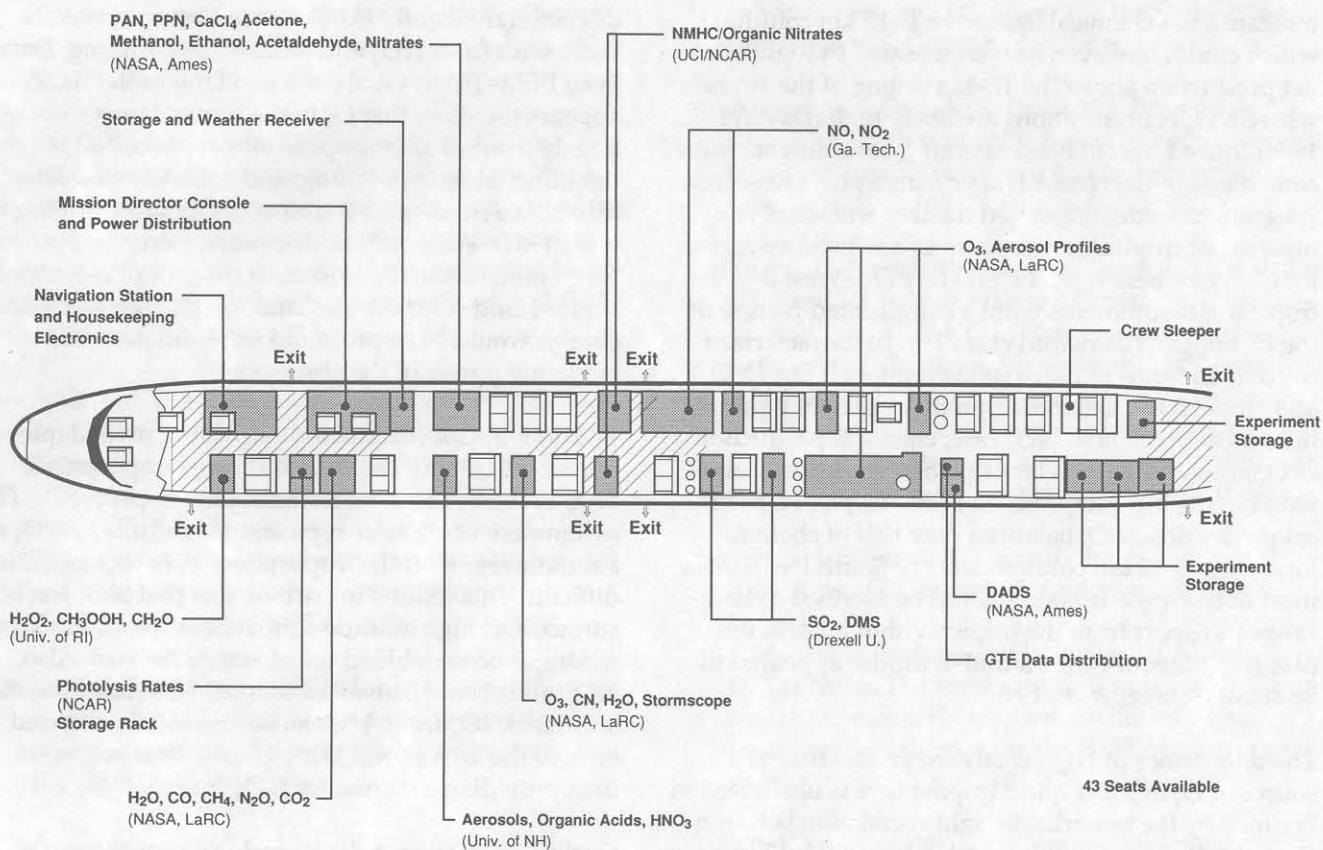 PAN, PPN, CaCl4 Acetone,
Methanol, Ethanol, Acetaldehyde, Nitrates
(NASA, Ames)
NMHC/Organic Nitrates
(UCI/NCAR)
Storage and Weather Receiver
NO, NO2
(Ga. Tech.)
Mission Director Console
and Power Distribution
O3, Aerosol Profiles
(NASA, LaRC)
Navigation Station
and Housekeeping
Electronics
Crew Sleeper
Exit
Exit
Exit
Exit
Experiment
Storage
Exit
Exit
Exit
Exit
Experiment
Storage
DADS
(NASA, Ames)
H2O2, CH3OOH, CH2O
(Univ. of RI)
SO2, DMS
(Drexel)
GTE Data Distribution
Photolysis Rates
(NCAR)
Storage Rack
O3, CN, H2O, Stormscope
(NASA, LaRC)
43 Seats Available
H2O, CO, CH4, N2O, CO2
(NASA, LaRC)
Aerosols, Organic Acids, HNO3
(Univ. of NH)